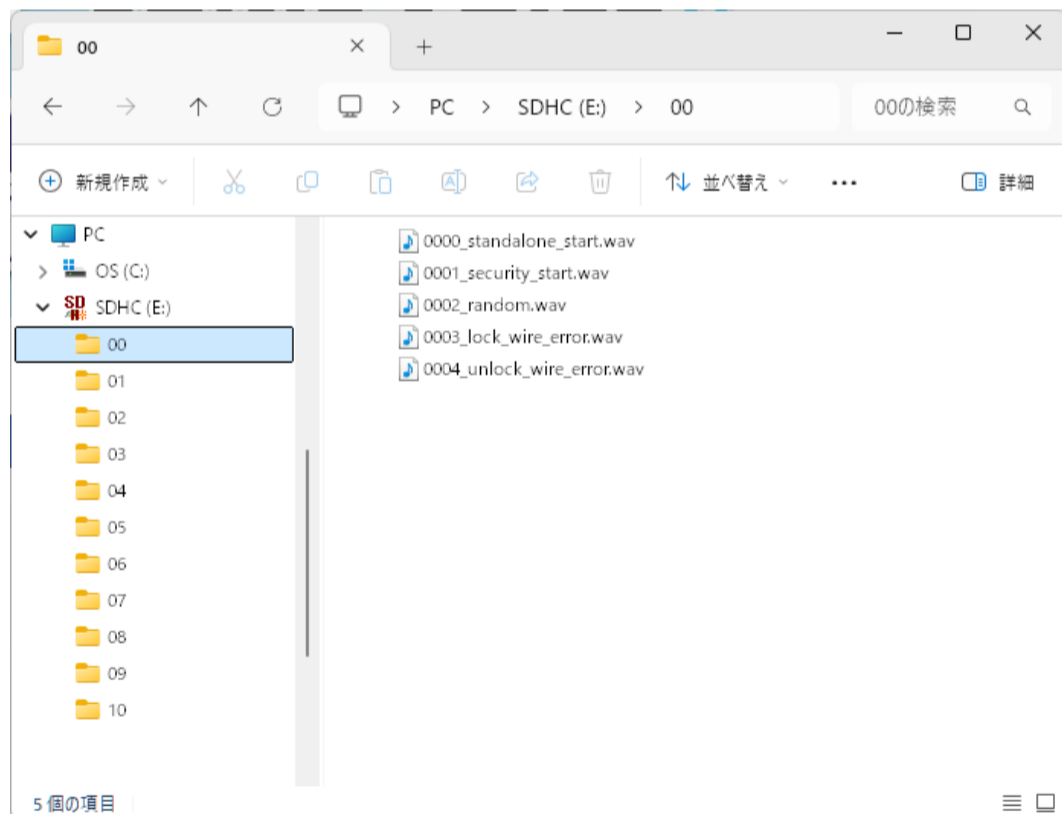 00
PC
SDHC (E:)
00
00の検索
新規作成
並べ替え
詳細
PC
OS (C:)
SDHC (E:)
00
01
02
03
04
05
06
07
08
09
10
0000_standalone_start.wav
0001_security_start.wav
0002_random.wav
0003_lock_wire_error.wav
0004_unlock_wire_error.wav
5 個の項目